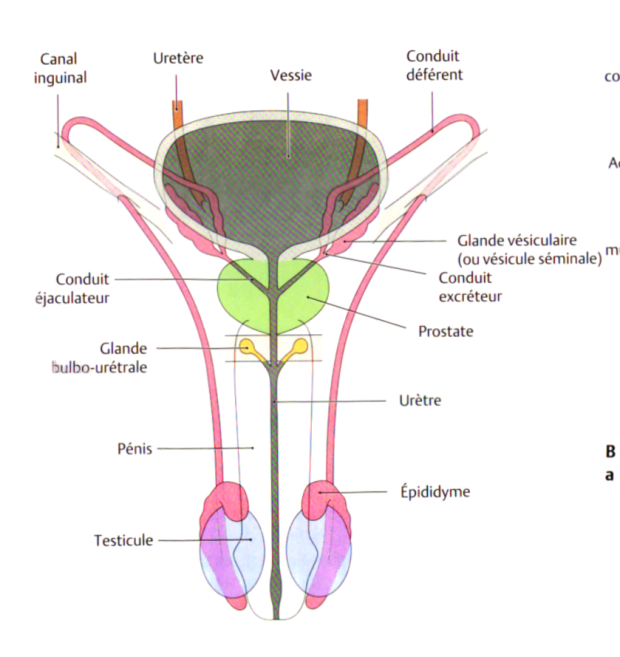 Canal
inguinal
Uretère
Vessie
Conduit
déférent
co
Glande vésiculaire
(ou vésicule séminale)
Conduit
excréteur
Conduit
éjaculateur
Prostate
Glande
bulbo-urétrale
Urètre
Pénis
B
a
Épididyme
Testicule